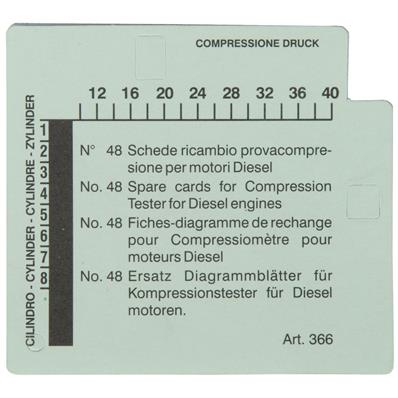 COMPRESSIONE DRUCK
12 16 20 24 28 32 36 40
CILINDRO - CYLINDER - CYLINDRE - ZYLINDER
1
2
3
4
5
6
7
8
N° 48 Schede ricambio provacompre-
sione per motori Diesel
No. 48 Spare cards for Compression
Tester for Diesel engines
No. 48 Fiches-diagramme de rechange
pour Compressiomètre pour
moteurs Diesel
No. 48 Ersatz Diagrammblätter für
Kompressionstester für Diesel
motoren.
Art. 366